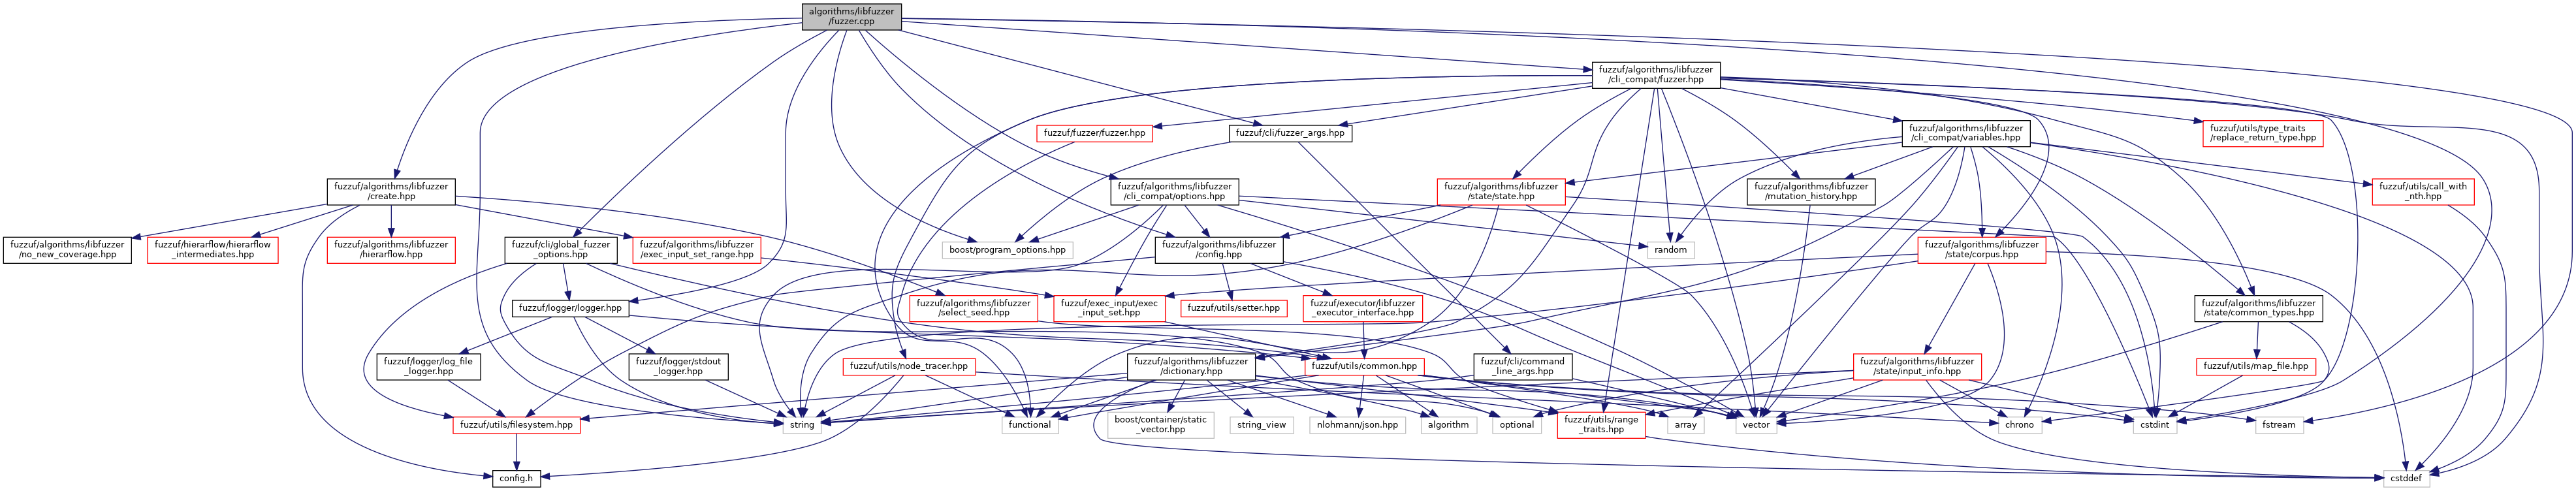 algorithms/libfuzzer
/fuzzer.cpp
fuzzuf/algorithms/libfuzzer
/cli_compat/fuzzer.hpp
fuzzuf/fuzzer/fuzzer.hpp
fuzzuf/cli/fuzzer_args.hpp
fuzzuf/algorithms/libfuzzer
/cli_compat/variables.hpp
fuzzuf/utils/type_traits
/replace_return_type.hpp
fuzzuf/algorithms/libfuzzer
/create.hpp
fuzzuf/algorithms/libfuzzer
/cli_compat/options.hpp
fuzzuf/algorithms/libfuzzer
/state/state.hpp
fuzzuf/algorithms/libfuzzer
/mutation_history.hpp
fuzzuf/utils/call_with
_nth.hpp
fuzzuf/algorithms/libfuzzer
/no_new_coverage.hpp
fuzzuf/hierarflow/hierarflow
_intermediates.hpp
fuzzuf/algorithms/libfuzzer
/hierarflow.hpp
fuzzuf/cli/global_fuzzer
_options.hpp
fuzzuf/algorithms/libfuzzer
/exec_input_set_range.hpp
boost/program_options.hpp
fuzzuf/algorithms/libfuzzer
/config.hpp
random
fuzzuf/algorithms/libfuzzer
/state/corpus.hpp
fuzzuf/logger/logger.hpp
fuzzuf/algorithms/libfuzzer
/select_seed.hpp
fuzzuf/exec_input/exec
_input_set.hpp
fuzzuf/utils/setter.hpp
fuzzuf/executor/libfuzzer
_executor_interface.hpp
fuzzuf/algorithms/libfuzzer
/state/common_types.hpp
fuzzuf/logger/log_file
_logger.hpp
fuzzuf/logger/stdout
_logger.hpp
fuzzuf/utils/node_tracer.hpp
fuzzuf/algorithms/libfuzzer
/dictionary.hpp
fuzzuf/utils/common.hpp
fuzzuf/cli/command
_line_args.hpp
fuzzuf/algorithms/libfuzzer
/state/input_info.hpp
fuzzuf/utils/map_file.hpp
fuzzuf/utils/filesystem.hpp
string
functional
boost/container/static
_vector.hpp
string_view
nlohmann/json.hpp
algorithm
optional
fuzzuf/utils/range
_traits.hpp
array
vector
chrono
cstdint
fstream
config.h
cstddef